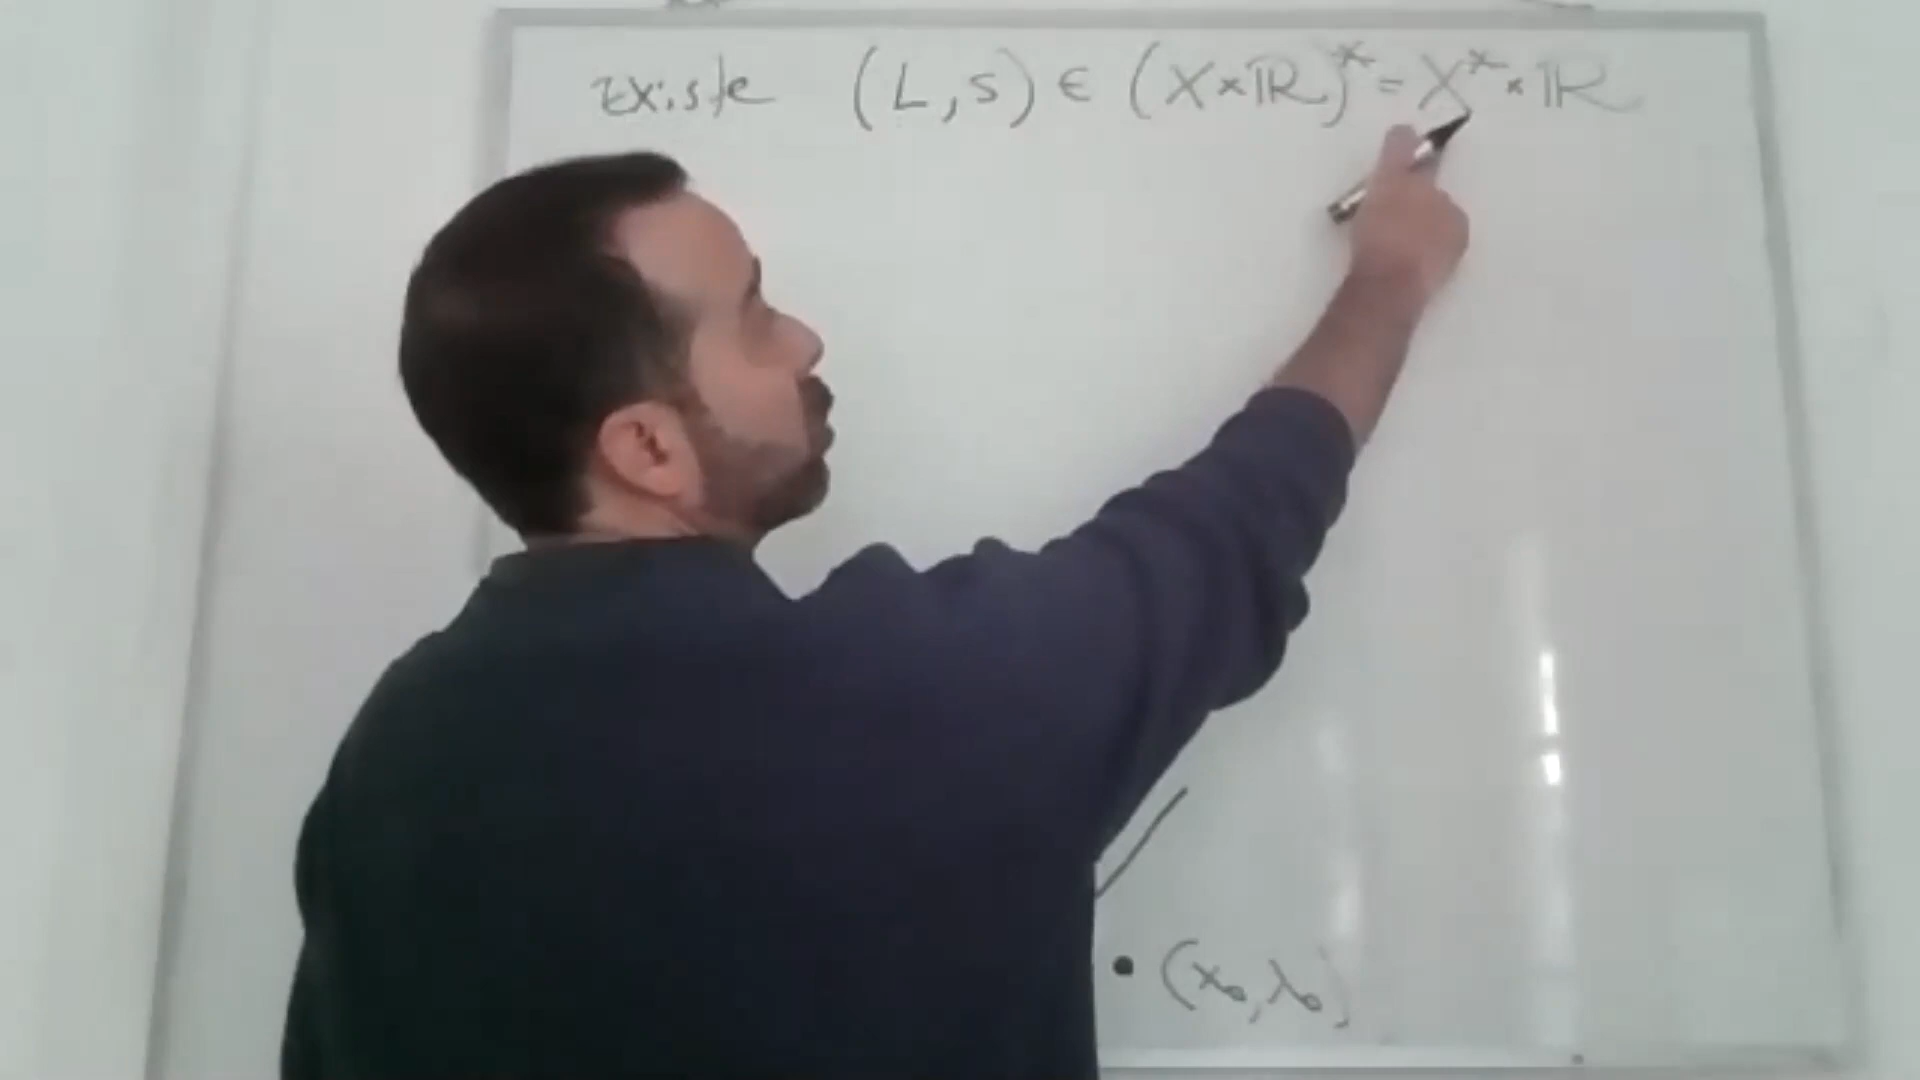 Existe (L,s) ∈ (X×ℝ)* = X*×ℝ
(x₀,λ₀)